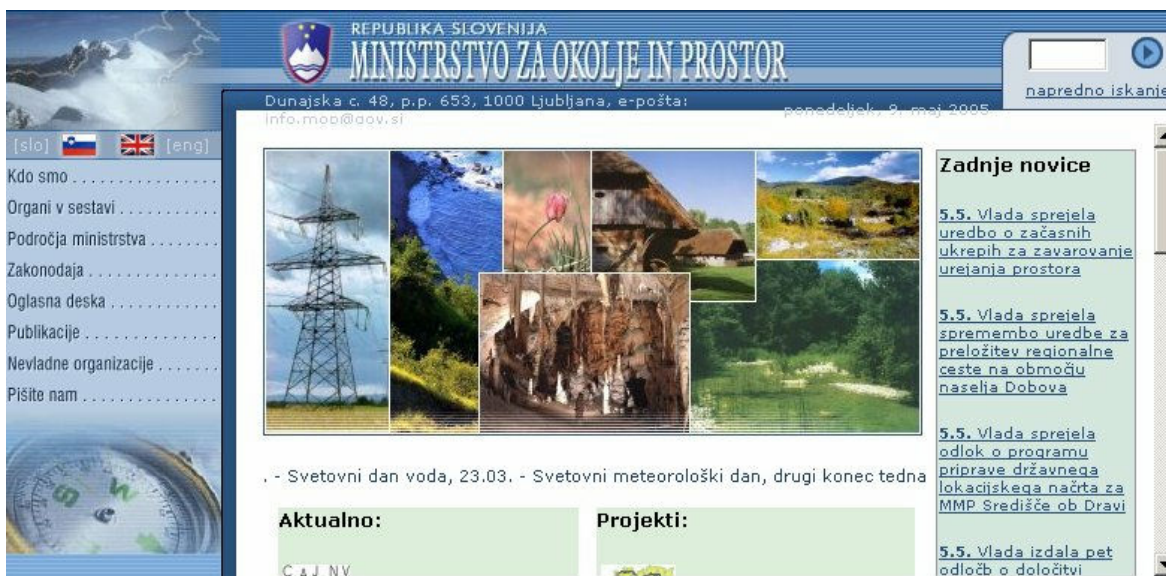 REPUBLIKA SLOVENIJA
MINISTRSTVO ZA OKOLJE IN PROSTOR
napredno iskanje
Dunajska c. 48, p.p. 653, 1000 Ljubljana, e-pošta:
info.mop@gov.si
ponedeljek, 9. maj 2005
[slo] [eng]
Kdo smo . . . . . . . . . . . . . . . .
Organi v sestavi . . . . . . . . . . .
Področja ministrstva . . . . . . . .
Zakonodaja . . . . . . . . . . . . . .
Oglasna deska . . . . . . . . . . . .
Publikacije . . . . . . . . . . . . . . .
Nevladne organizacije . . . . . . .
Pišite nam . . . . . . . . . . . . . . .
. - Svetovni dan voda, 23.03. - Svetovni meteorološki dan, drugi konec tedna
Aktualno:
Projekti:
Zadnje novice
5.5. Vlada sprejela
uredbo o začasnih
ukrepih za zavarovanje
urejanja prostora
5.5. Vlada sprejela
spremembo uredbe za
preložitev regionalne
ceste na območju
naselja Dobova
5.5. Vlada sprejela
odlok o programu
priprave državnega
lokacijskega načrta za
MMP Središče ob Dravi
5.5. Vlada izdala pet
odločb o določitvi